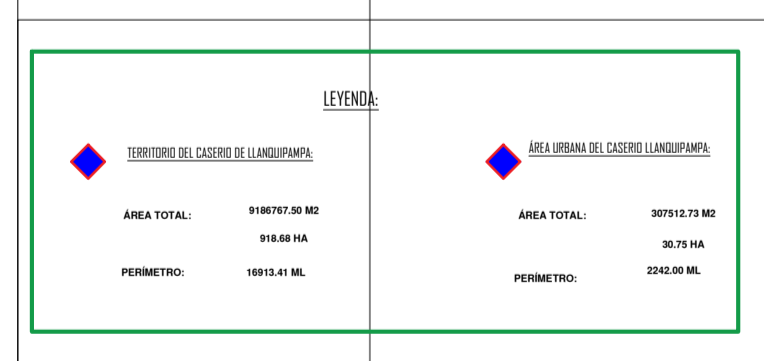 LEYENDA:
TERRITORIO DEL CASERIO DE LLANQUIPAMPA:
ÁREA TOTAL: 9186767.50 M2
918.68 HA
PERÍMETRO: 16913.41 ML
ÁREA URBANA DEL CASERIO LLANQUIPAMPA:
ÁREA TOTAL: 307512.73 M2
30.75 HA
PERÍMETRO: 2242.00 ML